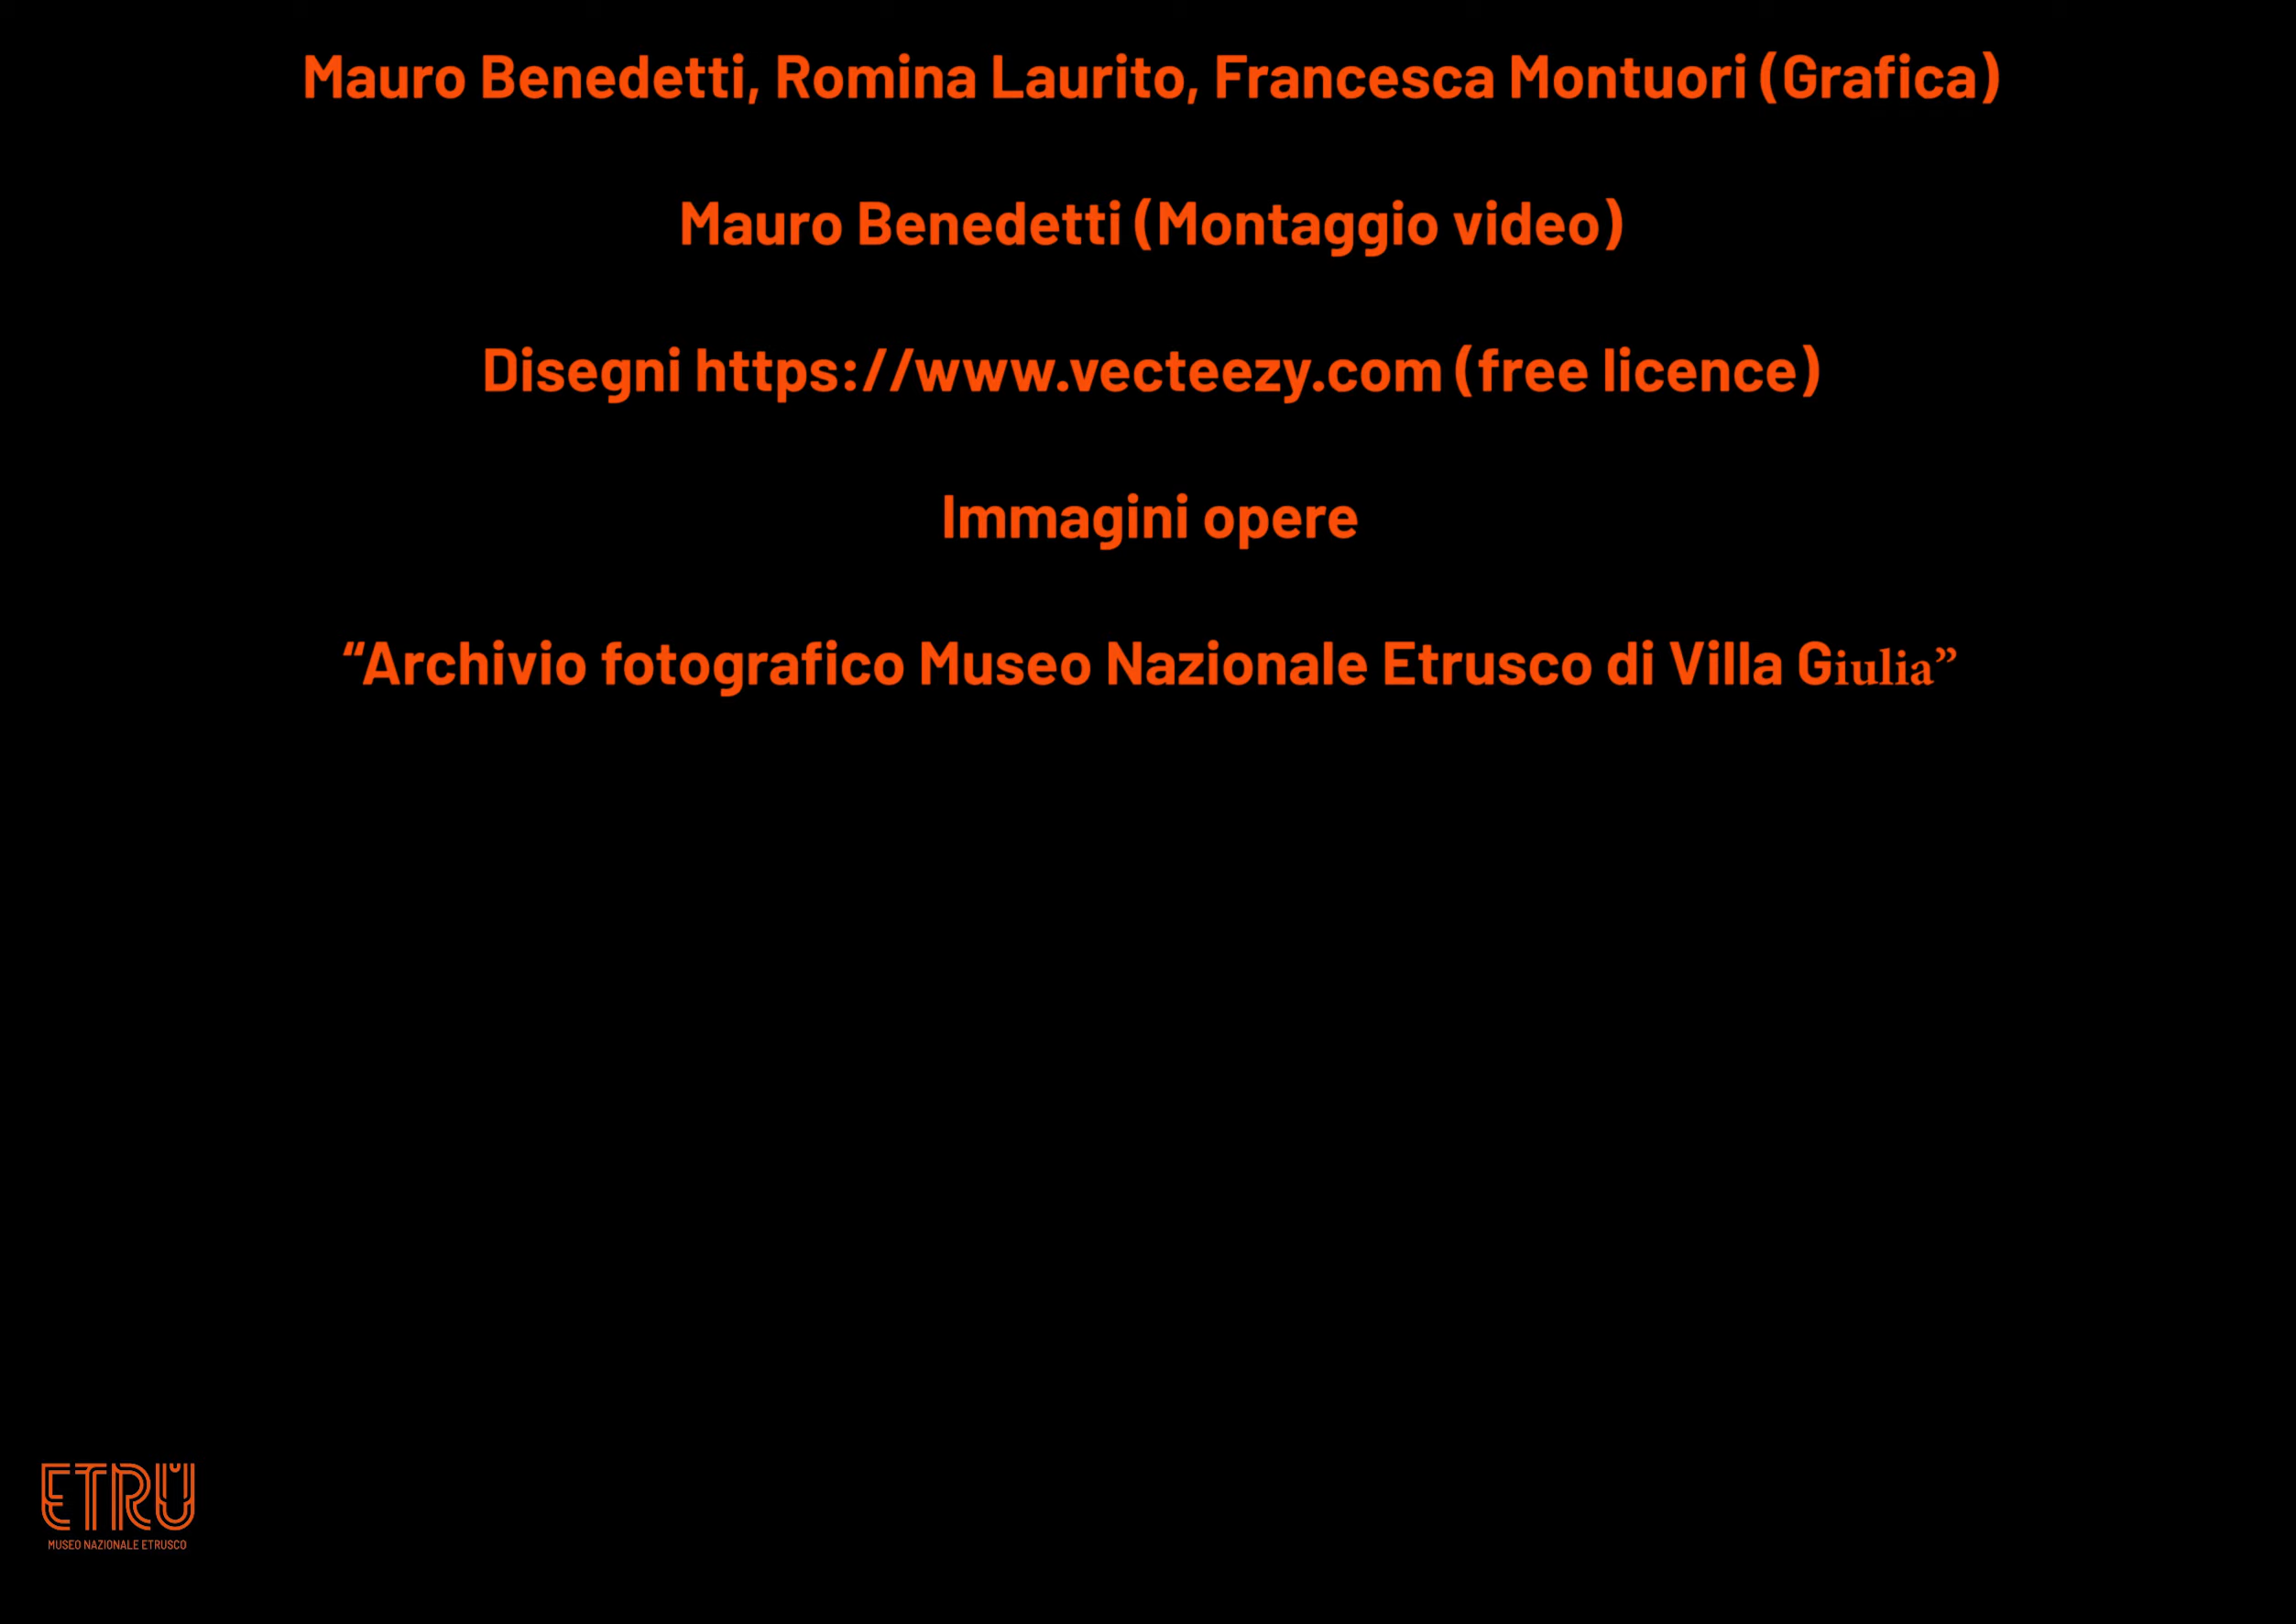 Mauro Benedetti, Romina Laurito, Francesca Montuori (Grafica)
Mauro Benedetti (Montaggio video)
Disegni https://www.vecteezy.com (free licence)
Immagini opere
“Archivio fotografico Museo Nazionale Etrusco di Villa Giulia”
ETRU
MUSEO NAZIONALE ETRUSCO